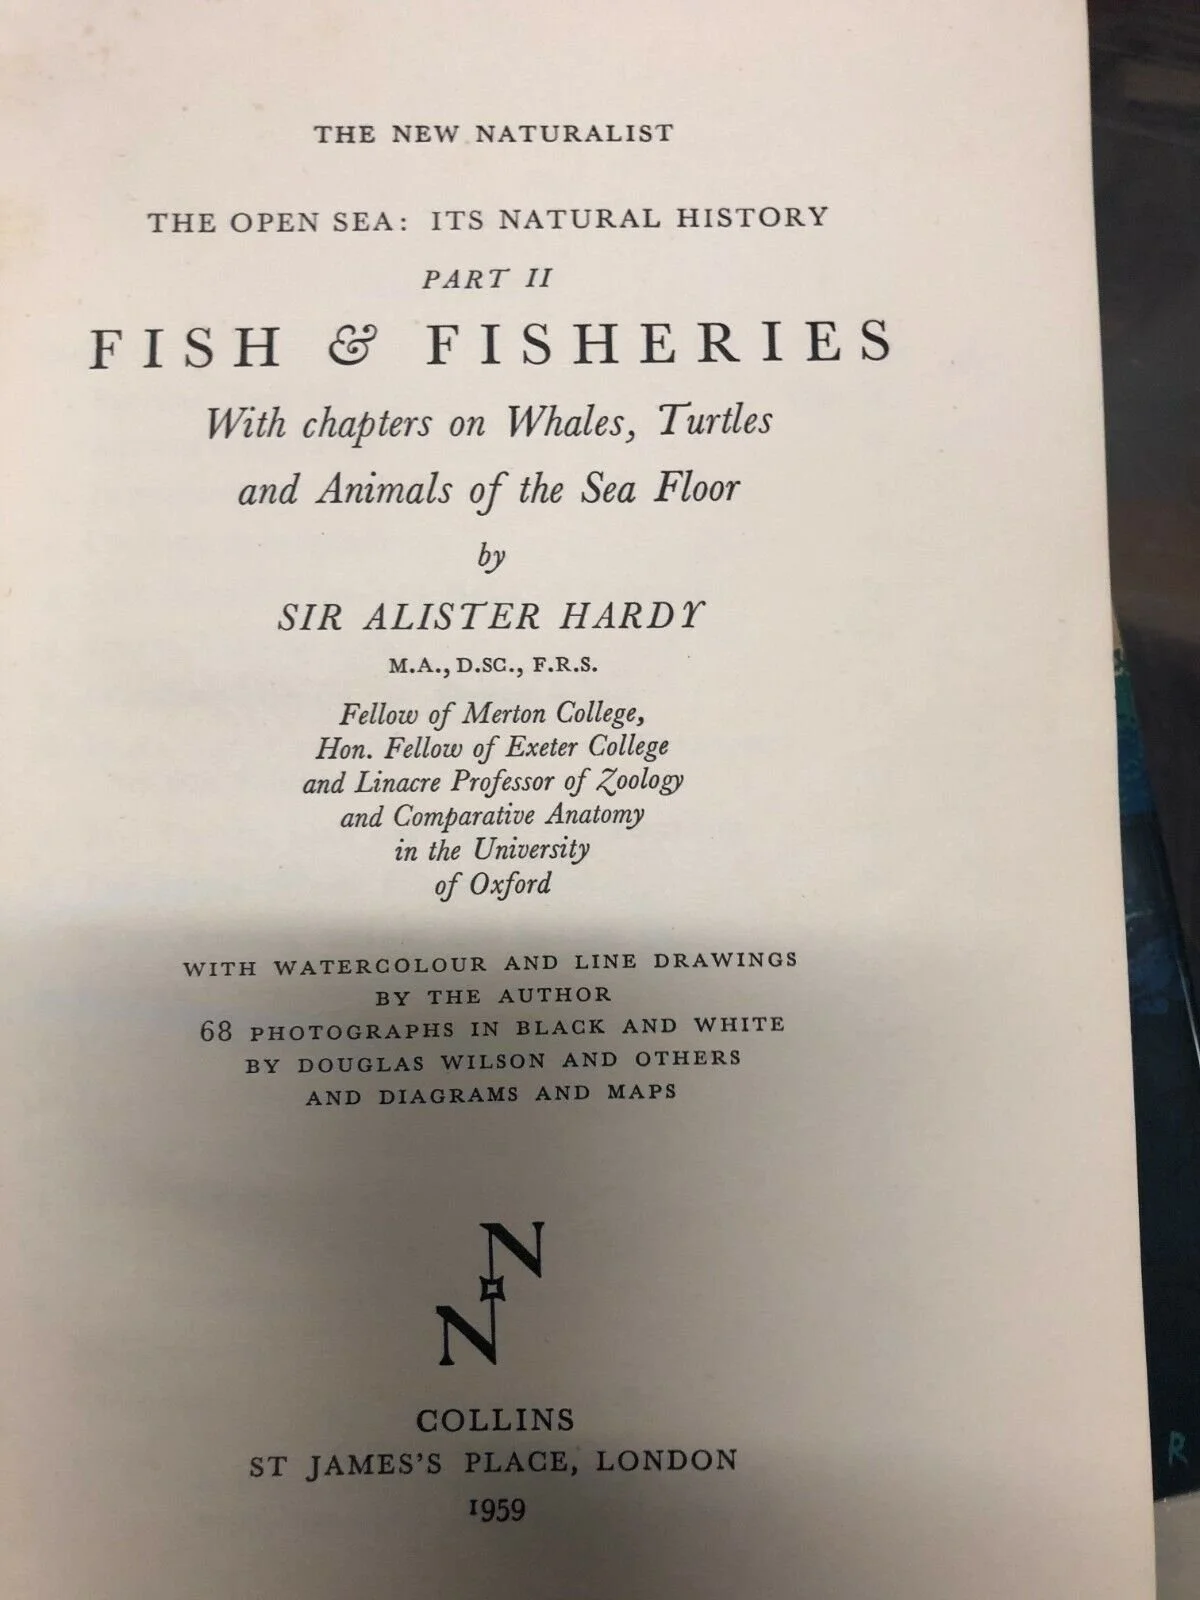 THE NEW NATURALIST
THE OPEN SEA: ITS NATURAL HISTORY
PART II
FISH & FISHERIES
With chapters on Whales, Turtles
and Animals of the Sea Floor
by
SIR ALISTER HARDY
M.A., D.SC., F.R.S.
Fellow of Merton College,
Hon. Fellow of Exeter College
and Linacre Professor of Zoology
and Comparative Anatomy
in the University
of Oxford
WITH WATERCOLOUR AND LINE DRAWINGS
BY THE AUTHOR
68 PHOTOGRAPHS IN BLACK AND WHITE
BY DOUGLAS WILSON AND OTHERS
AND DIAGRAMS AND MAPS
N
N
COLLINS
ST JAMES'S PLACE, LONDON
1959
R